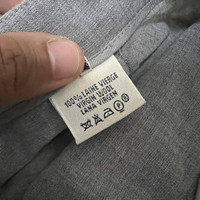 100% LAINE VIERGE
VIRGIN WOOL
LANA VIRGEN
P